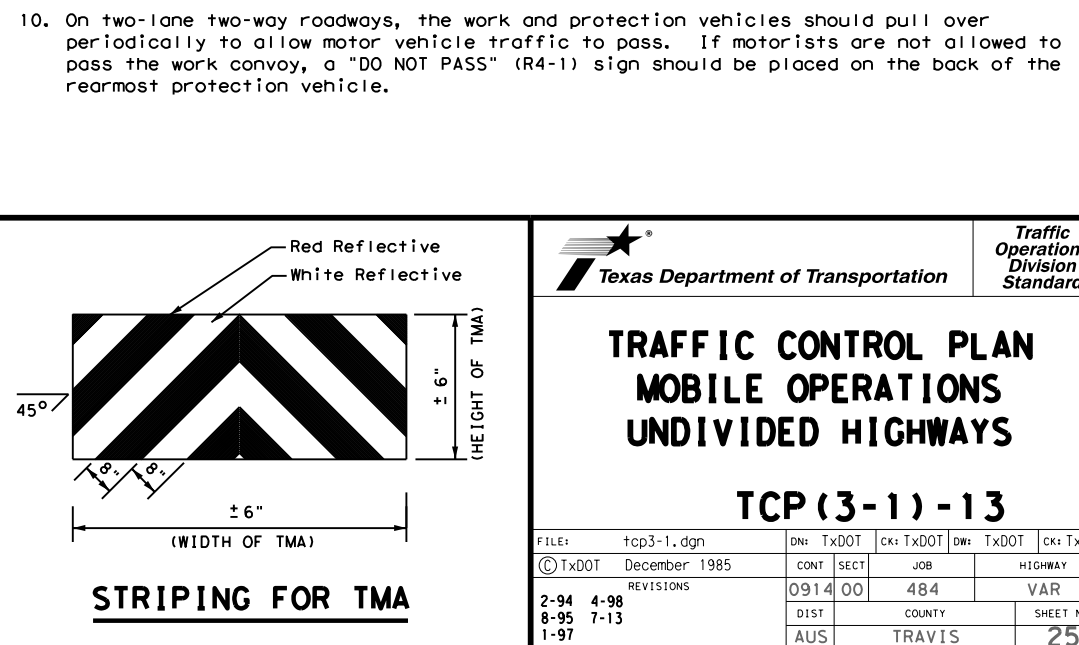 10. On two-lane two-way roadways, the work and protection vehicles should pull over
periodically to allow motor vehicle traffic to pass. If motorists are not allowed to
pass the work convoy, a "DO NOT PASS" (R4-1) sign should be placed on the back of the
rearmost protection vehicle.
Red Reflective
White Reflective
45°
8"
8"
± 6"
(HEIGHT OF TMA)
± 6"
(WIDTH OF TMA)
STRIPING FOR TMA
®
Texas Department of Transportation
Traffic
Operation
Division
Standard
TRAFFIC CONTROL PLAN
MOBILE OPERATIONS
UNDIVIDED HIGHWAYS
TCP(3-1)-13
FILE: tcp3-1.dgn DN: TxDOT CK: TxDOT DW: TxDOT CK: Tx
© TxDOT December 1985 CONT SECT JOB HIGHWAY
REVISIONS 0914 00 484 VAR
2-94 4-98
8-95 7-13 DIST COUNTY SHEET N
1-97 AUS TRAVIS 25